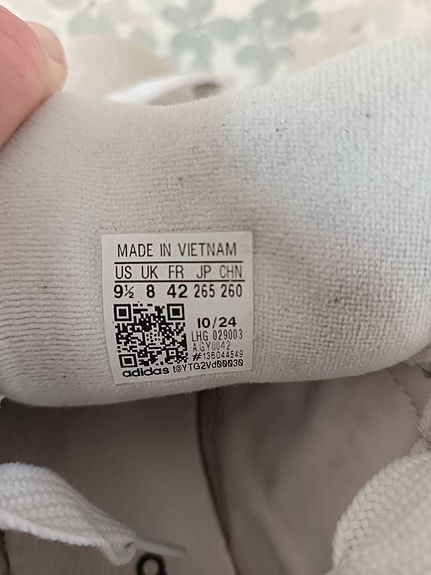 MADE IN VIETNAM
US UK FR JP CHN
9½ 8 42 265 260
10/24
LHG 029003
AGY0042
#136044549
adidas t@YTG2Vd00030